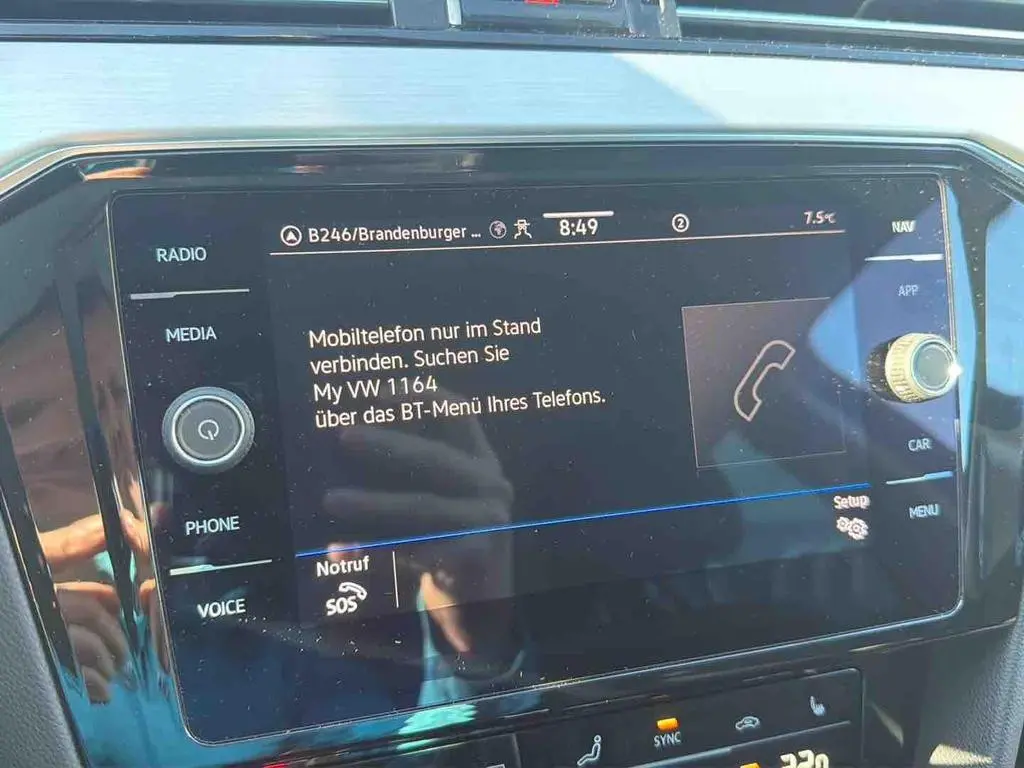 B246/Brandenburger ... 8:49 2 7.5°C
RADIO
MEDIA
PHONE
VOICE
NAV
APP
CAR
MENU
Mobiltelefon nur im Stand
verbinden. Suchen Sie
My VW 1164
über das BT-Menü Ihres Telefons.
Setup
Notruf
SOS
SYNC